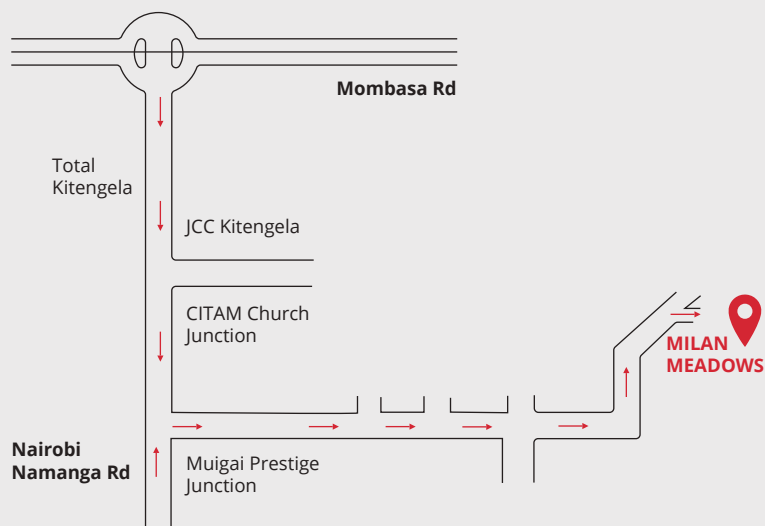 Mombasa Rd
Total
Kitengela
JCC Kitengela
CITAM Church
Junction
MILAN
MEADOWS
Nairobi
Namanga Rd
Muigai Prestige
Junction